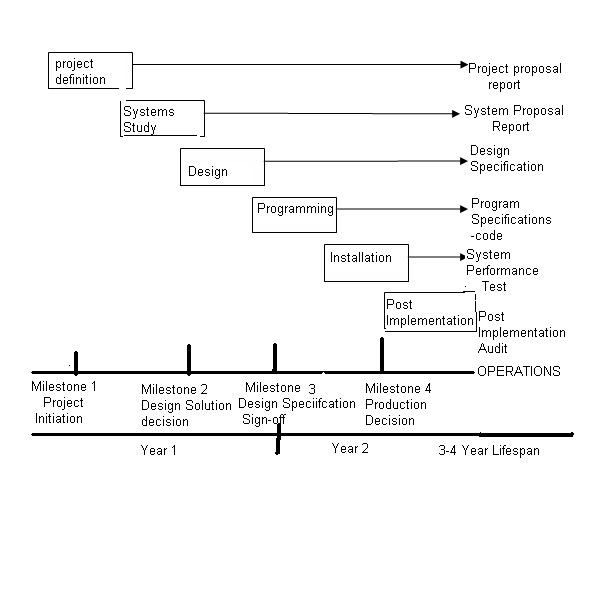 project
definition
Project proposal
report
Systems
Study
System Proposal
Report
Design
Design
Specification
Programming
Program
Specifications
-code
Installation
System
Performance
Test
Post
Implementation
Post
Implementation
Audit
OPERATIONS
Milestone 1
Project
Initiation
Milestone 2
Design Solution
decision
Milestone 3
Design Speciifcation
Sign-off
Milestone 4
Production
Decision
Year 1
Year 2
3-4 Year Lifespan